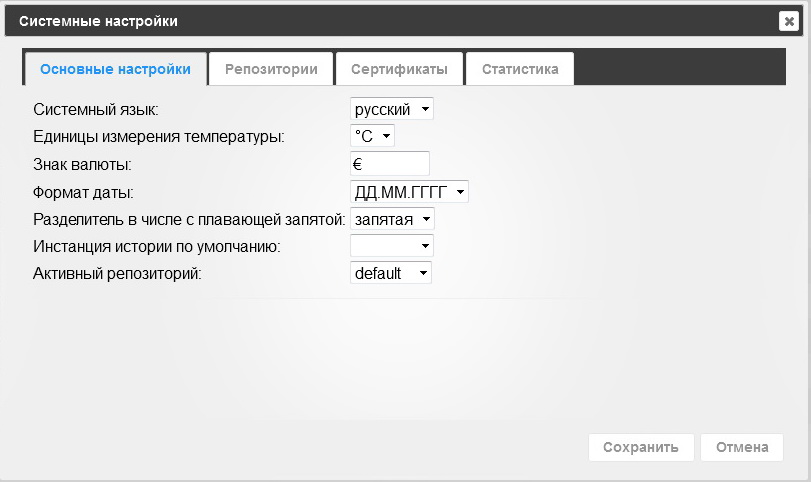 Системные настройки
Основные настройки Репозитории Сертификаты Статистика
Системный язык: русский
Единицы измерения температуры: °C
Знак валюты: €
Формат даты: ДД.ММ.ГГГГ
Разделитель в числе с плавающей запятой: запятая
Инстанция истории по умолчанию:
Активный репозиторий: default
Сохранить Отмена